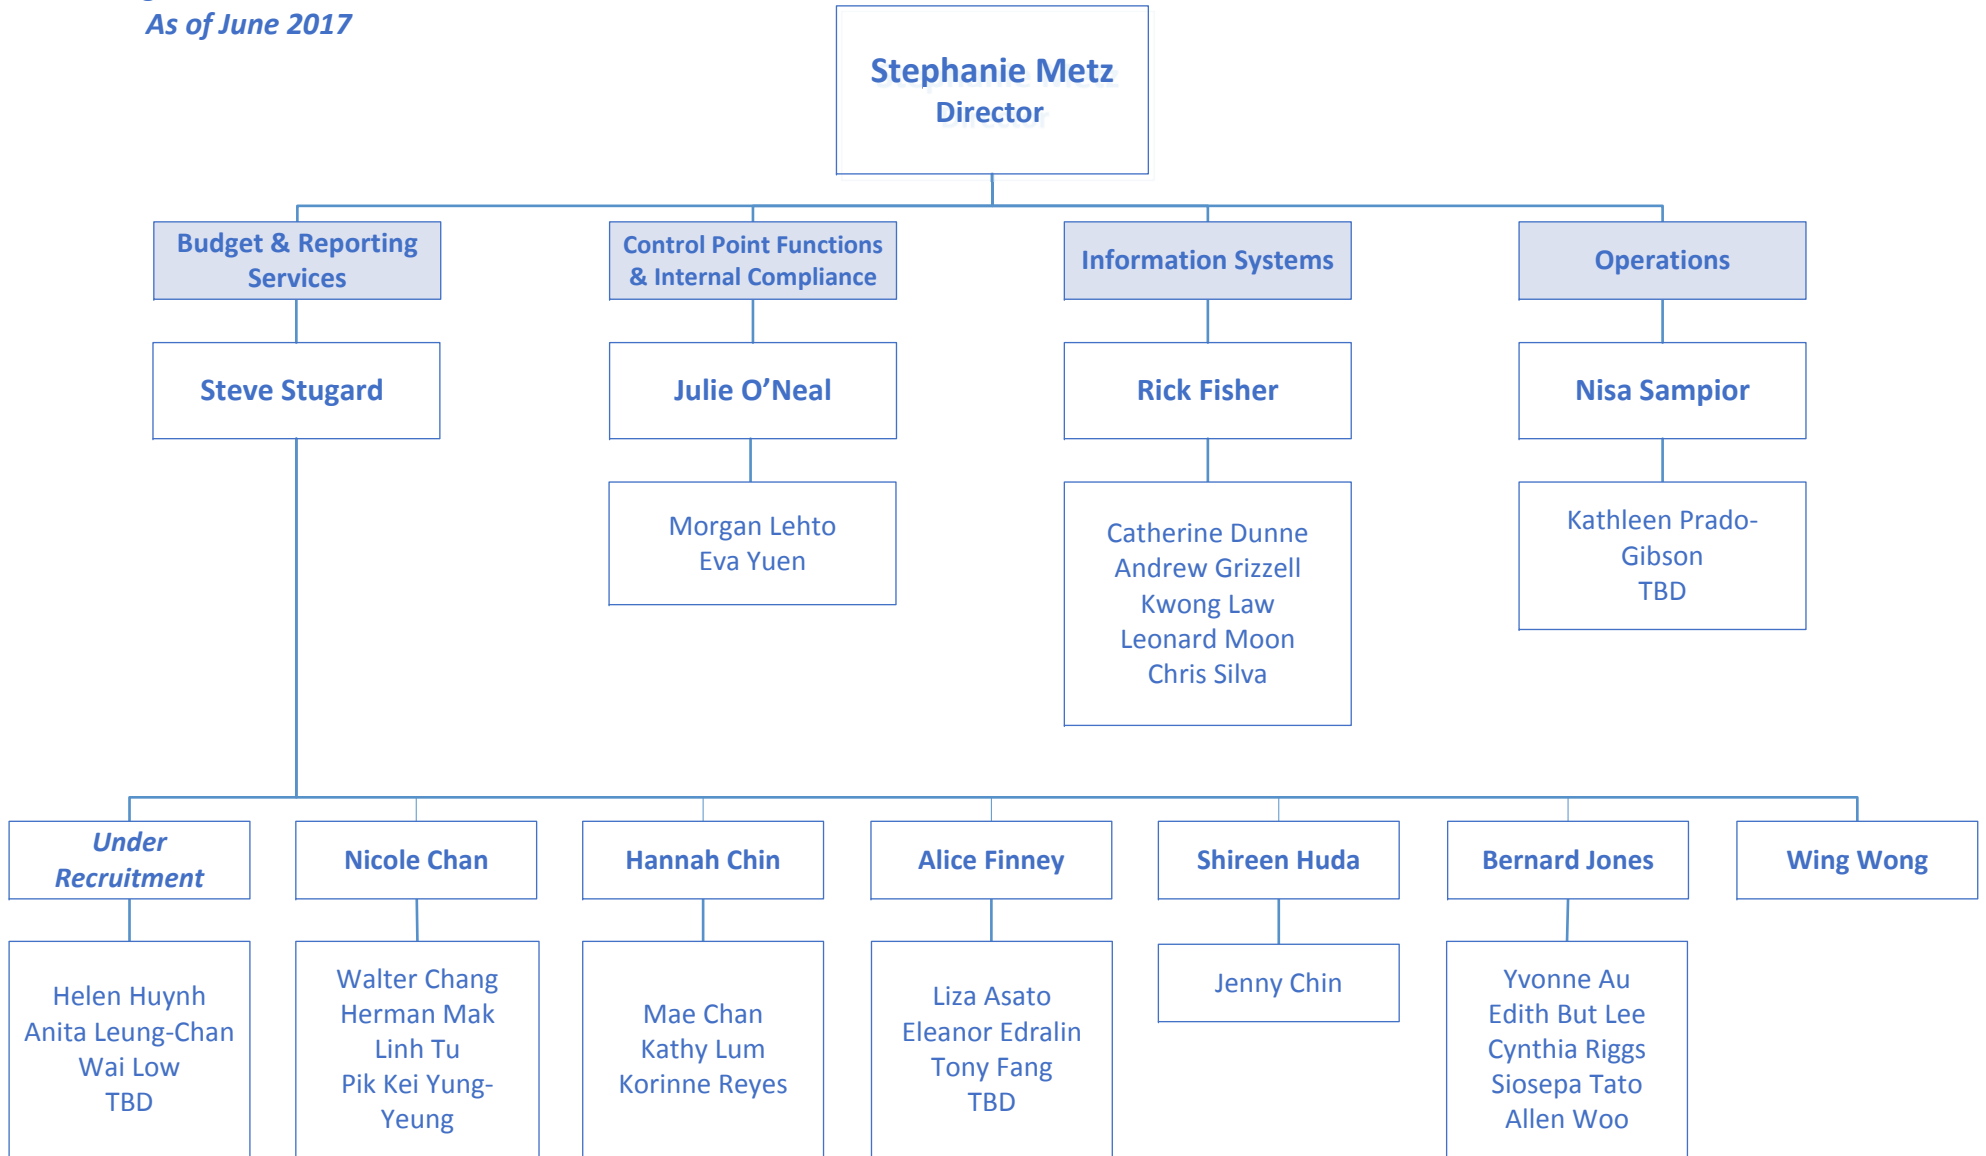 As of June 2017
Stephanie Metz
Director
Budget & Reporting
Services
Control Point Functions
& Internal Compliance
Information Systems
Operations
Steve Stugard
Julie O’Neal
Rick Fisher
Nisa Sampior
Morgan Lehto
Eva Yuen
Catherine Dunne
Andrew Grizzell
Kwong Law
Leonard Moon
Chris Silva
Kathleen Prado-
Gibson
TBD
Under
Recruitment
Nicole Chan
Hannah Chin
Alice Finney
Shireen Huda
Bernard Jones
Wing Wong
Helen Huynh
Anita Leung-Chan
Wai Low
TBD
Walter Chang
Herman Mak
Linh Tu
Pik Kei Yung-
Yeung
Mae Chan
Kathy Lum
Korinne Reyes
Liza Asato
Eleanor Edralin
Tony Fang
TBD
Jenny Chin
Yvonne Au
Edith But Lee
Cynthia Riggs
Siosepa Tato
Allen Woo